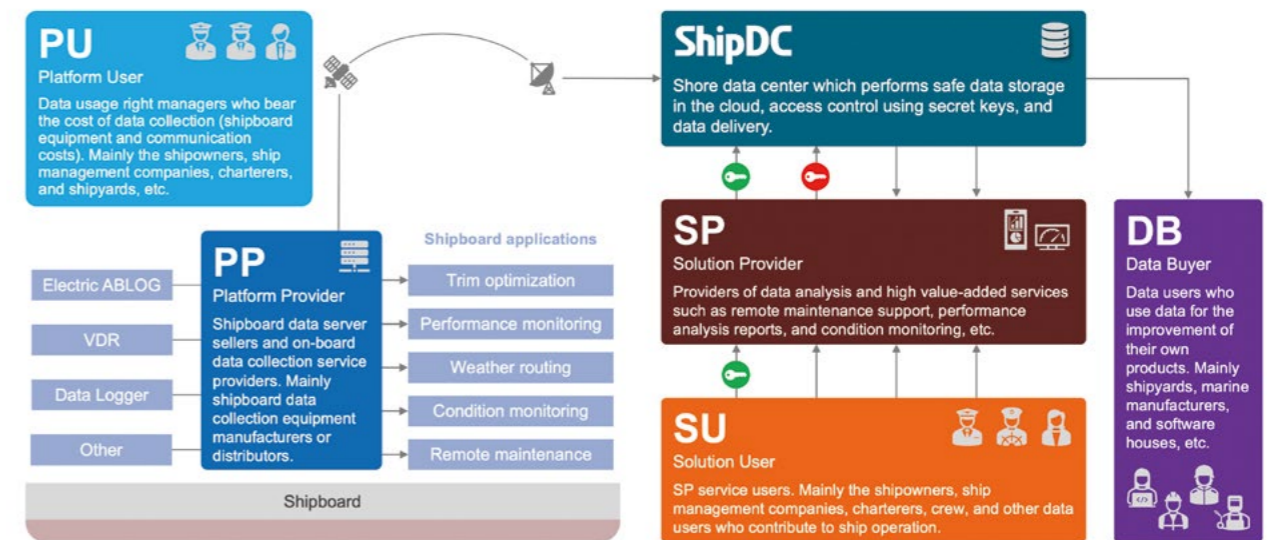 PU
Platform User
Data usage right managers who bear
the cost of data collection (shipboard
equipment and communication
costs). Mainly the shipowners, ship
management companies, charterers,
and shipyards, etc.
ShipDC
Shore data center which performs safe data storage
in the cloud, access control using secret keys, and
data delivery.
Electric ABLOG
VDR
Data Logger
Other
PP
Platform Provider
Shipboard data server
sellers and on-board
data collection service
providers. Mainly
shipboard data
collection equipment
manufacturers or
distributors.
Shipboard applications
Trim optimization
Performance monitoring
Weather routing
Condition monitoring
Remote maintenance
Shipboard
SP
Solution Provider
Providers of data analysis and high value-added services
such as remote maintenance support, performance
analysis reports, and condition monitoring, etc.
SU
Solution User
SP service users. Mainly the shipowners, ship
management companies, charterers, crew, and other data
users who contribute to ship operation.
DB
Data Buyer
Data users who
use data for the
improvement of
their own
products. Mainly
shipyards, marine
manufacturers,
and software
houses, etc.